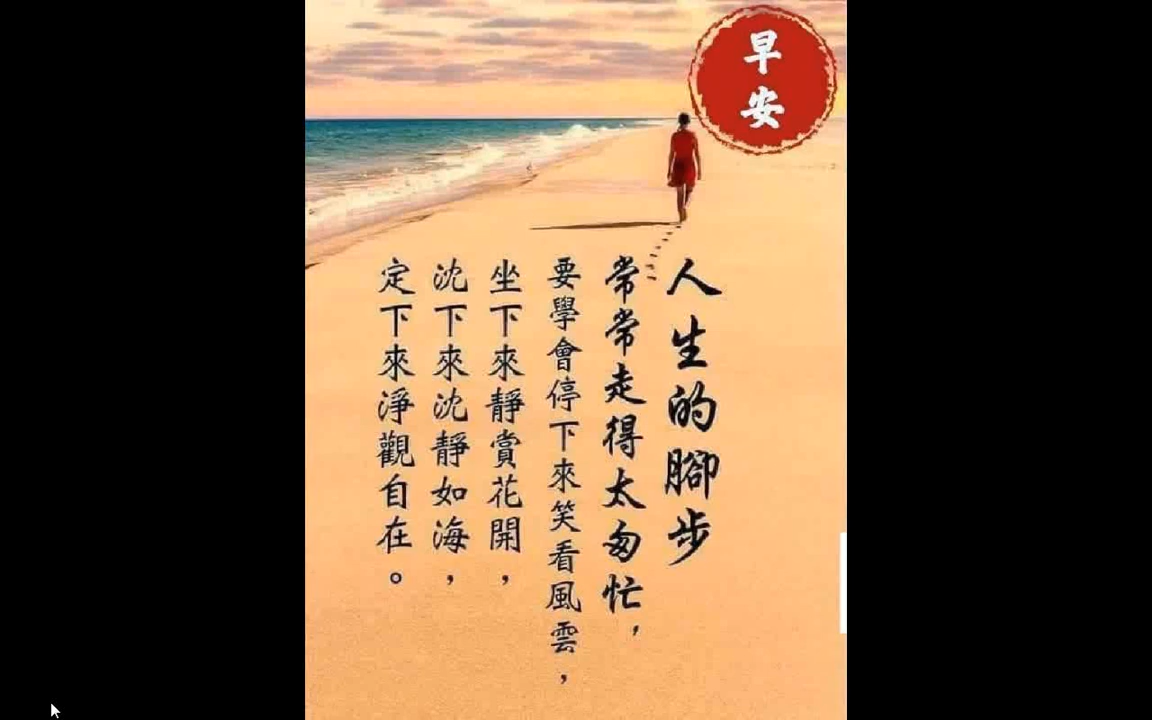 早安
人生的腳步
常常走得太匆忙，
要學會停下來笑看風雲，
坐下來靜賞花開，
沈下來沈靜如海，
定下來淨觀自在。